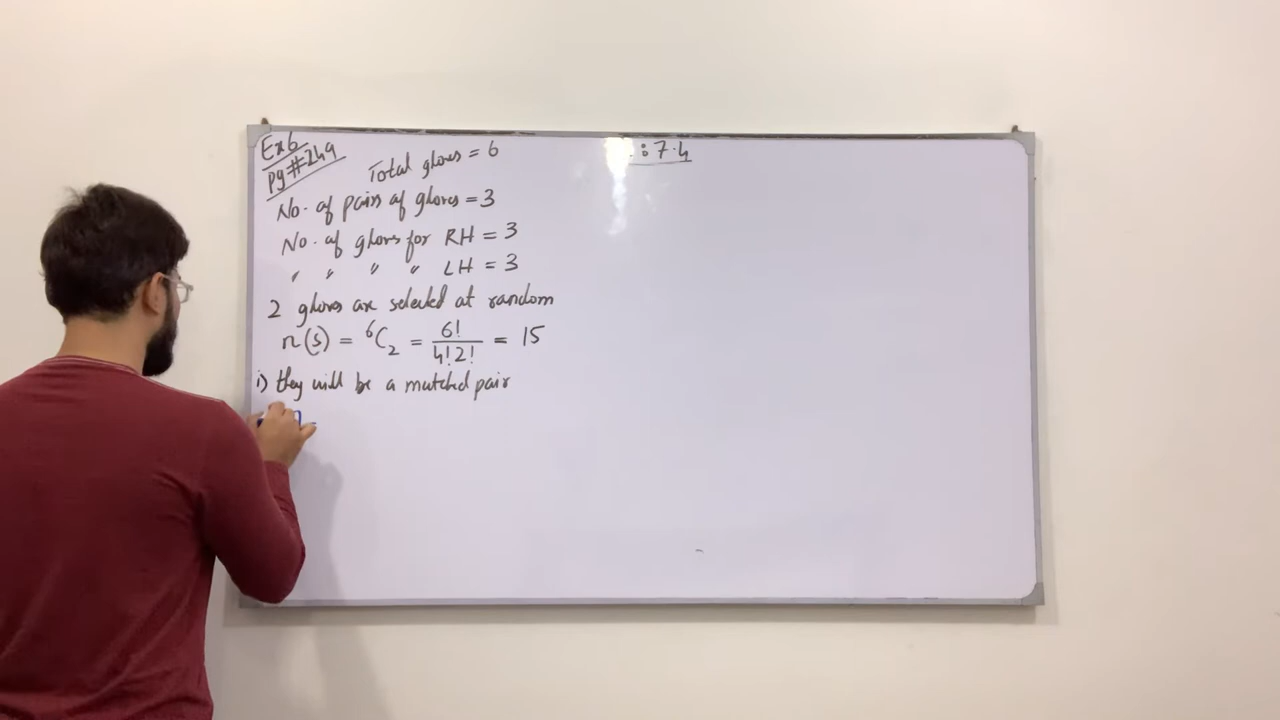 Ex6
Pg#249
Total gloves = 6
No. of pairs of gloves = 3
No. of gloves for RH = 3
" " " " LH = 3
2 gloves are selected at random
n(s) = ⁶C₂ = 6!/4!2! = 15
i) they will be a matched pair
: 7.4